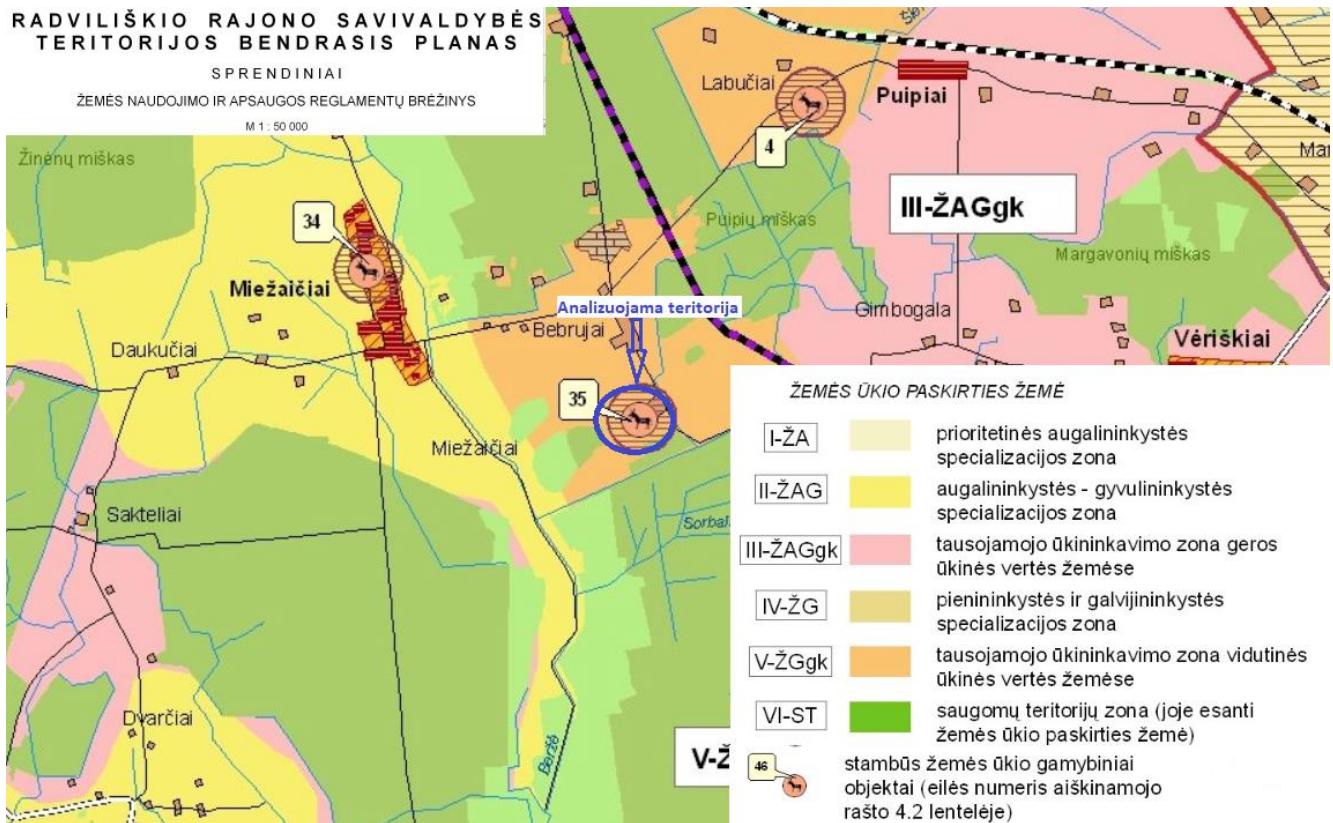 RADVILIŠKIO RAJONO SAVIVALDYBĖS
TERITORIJOS BENDRASIS PLANAS
SPRENDINIAI
ŽEMĖS NAUDOJIMO IR APSAUGOS REGLAMENTŲ BRĖŽINYS
M 1 : 50 000
Labučiai
Puipiai
4
Žinėnų miškas
34
III-ŽAGgk
Puipių miškas
Margavonių miškas
Miežaičiai
Analizuojama teritorija
Gimbogala
Bebrujai
Vėriškiai
Daukučiai
35
Miežaičiai
Sakteliai
Dvarčiai
Beržė
ŽEMĖS ŪKIO PASKIRTIES ŽEMĖ
I-ŽA
prioritetinės augalininkystės
specializacijos zona
II-ŽAG
augalininkystės - gyvulininkystės
specializacijos zona
III-ŽAGgk
tausojamojo ūkininkavimo zona geros
ūkinės vertės žemėse
IV-ŽG
pienininkystės ir galvijininkystės
specializacijos zona
V-ŽGgk
tausojamojo ūkininkavimo zona vidutinės
ūkinės vertės žemėse
VI-ST
saugomų teritorijų zona (joje esanti
žemės ūkio paskirties žemė)
46
stambūs žemės ūkio gamybiniai
objektai (eilės numeris aiškinamojo
rašto 4.2 lentelėje)